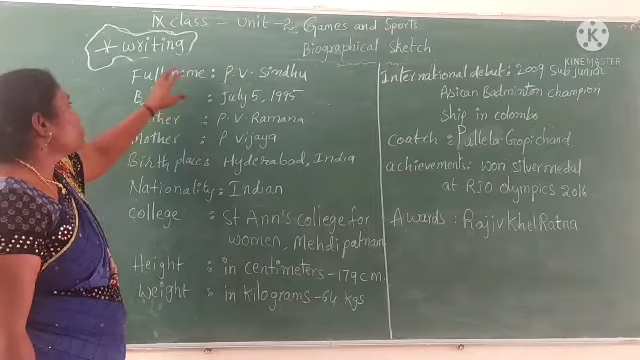 IX class - Unit-2 Games and Sports
* Writing
Biographical sketch
Full name : P.V. Sindhu
B : July 5, 1995
: P.V. Ramana
Mother : P Vijaya
Birth place : Hyderabad, India
Nationality : Indian
College : St Ann's college for
women, Mehdipatnam
Height : in centimeters - 179 cm
Weight : in kilograms - 64 kgs
International debut : 2009 Sub junior
Asian Badminton champion
ship in colombo
coatch : Pullela Gopichand
achievements : won silver medal
at RIO olympics 2016
Awards : Rajiv Khel Ratna
KINEMASTER